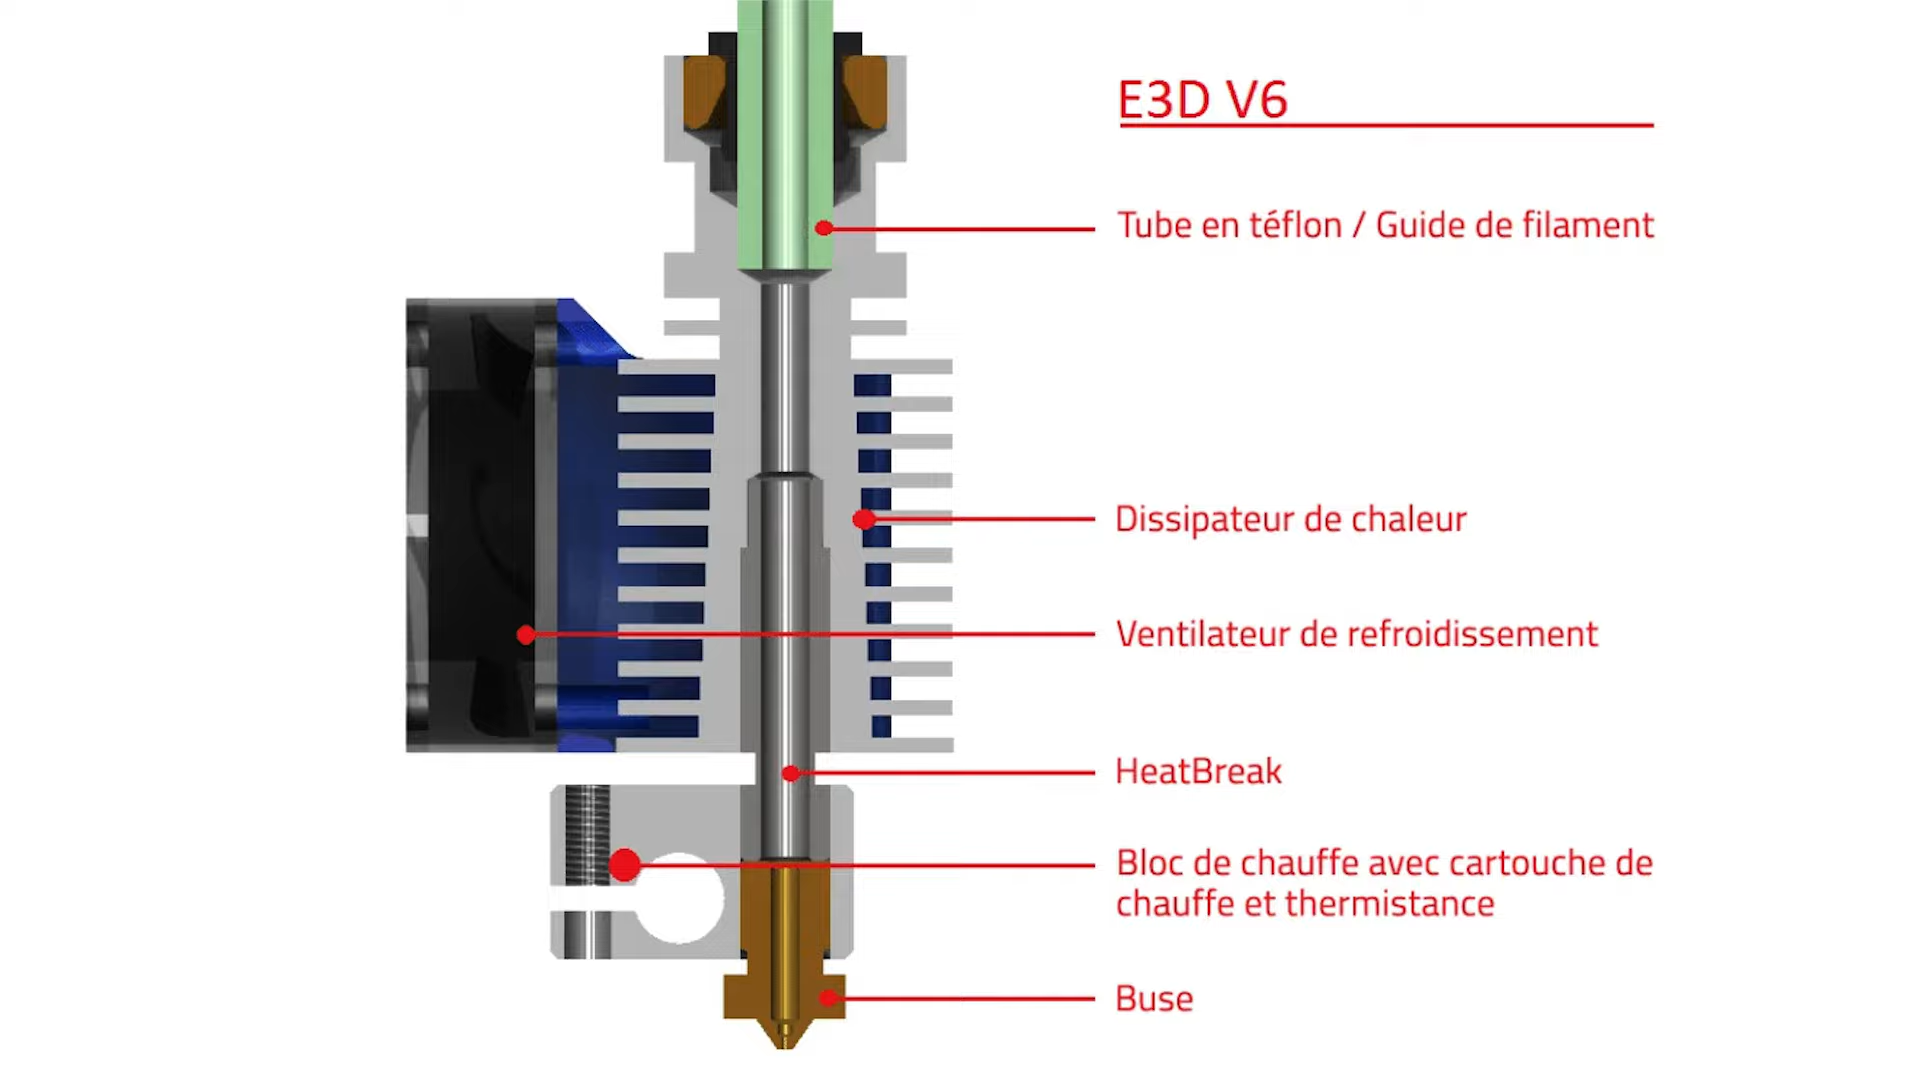 E3D V6
Tube en téflon / Guide de filament
Dissipateur de chaleur
Ventilateur de refroidissement
HeatBreak
Bloc de chauffe avec cartouche de
chauffe et thermistance
Buse